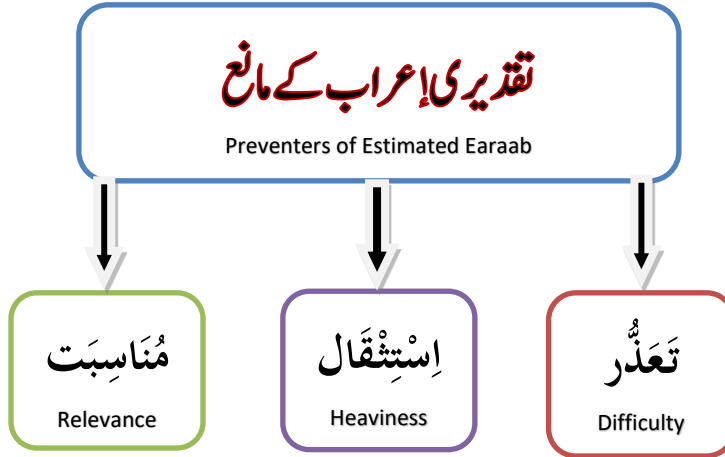 تقدیری إعراب کے مانع
Preventers of Estimated Earaab
تَعَذُّر
Difficulty
اِسْتِثْقَال
Heaviness
مُنَاسِبَت
Relevance